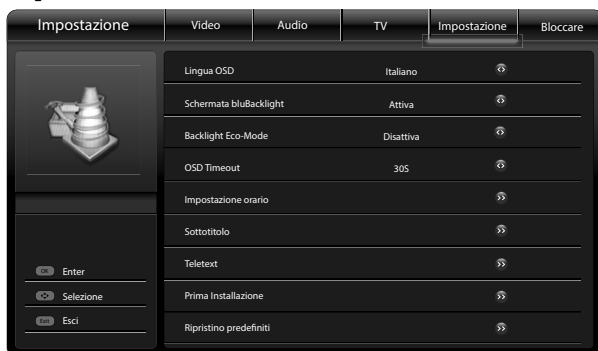 Impostazione Video Audio TV Impostazione Bloccare
Lingua OSD Italiano
Schermata bluBacklight Attiva
Backlight Eco-Mode Disattiva
OSD Timeout 30S
Impostazione orario
Sottotitolo
Teletext
Prima Installazione
Ripristino predefiniti
OK Enter
Selezione
Exit Esci